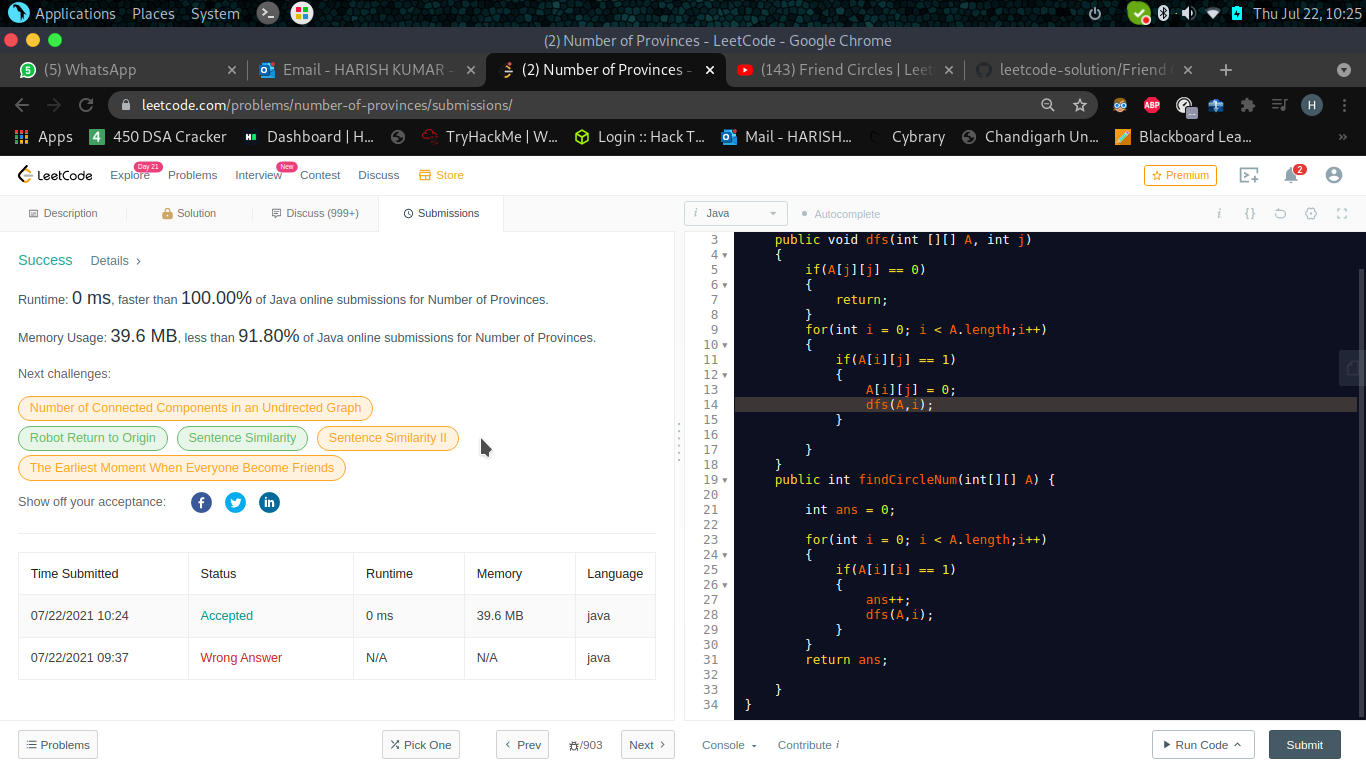 Applications Places System Thu Jul 22, 10:25
(2) Number of Provinces - LeetCode - Google Chrome
(5) WhatsApp Email - HARISH KUMAR - (2) Number of Provinces - (143) Friend Circles | Leet leetcode-solution/Friend
leetcode.com/problems/number-of-provinces/submissions/ ABP H
Apps 4 450 DSA Cracker Dashboard | H... TryHackMe | W... Login :: Hack T... Mail - HARISH... Cybrary Chandigarh Un... Blackboard Lea... »
LeetCode Explore Day 21 Problems Interview New Contest Discuss Store Premium 2
Description Solution Discuss (999+) Submissions
i Java Autocomplete i {}
Success Details >
Runtime: 0 ms, faster than 100.00% of Java online submissions for Number of Provinces.
Memory Usage: 39.6 MB, less than 91.80% of Java online submissions for Number of Provinces.
Next challenges:
Number of Connected Components in an Undirected Graph
Robot Return to Origin Sentence Similarity Sentence Similarity II
The Earliest Moment When Everyone Become Friends
Show off your acceptance: f in
Time Submitted Status Runtime Memory Language
07/22/2021 10:24 Accepted 0 ms 39.6 MB java
07/22/2021 09:37 Wrong Answer N/A N/A java
3 public void dfs(int [][] A, int j)
4 {
5 if(A[j][j] == 0)
6 {
7 return;
8 }
9 for(int i = 0; i < A.length;i++)
10 {
11 if(A[i][j] == 1)
12 {
13 A[i][j] = 0;
14 dfs(A,i);
15 }
16
17 }
18 }
19 public int findCircleNum(int[][] A) {
20
21 int ans = 0;
22
23 for(int i = 0; i < A.length;i++)
24 {
25 if(A[i][i] == 1)
26 {
27 ans++;
28 dfs(A,i);
29 }
30 }
31 return ans;
32
33 }
34 }
Problems Pick One < Prev /903 Next > Console Contribute i Run Code Submit